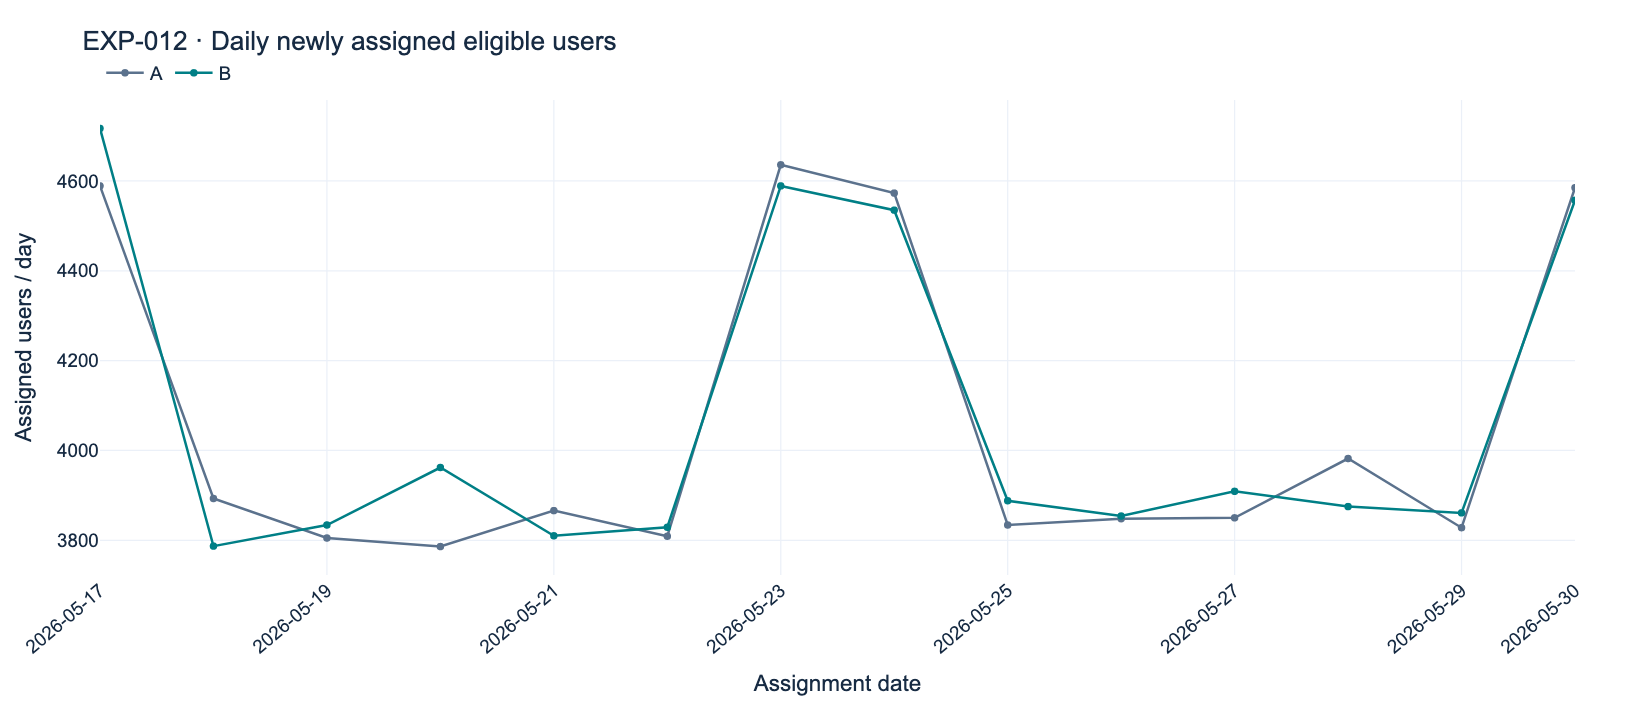 EXP-012 · Daily newly assigned eligible users
A B
Assigned users / day
4600
4400
4200
4000
3800
2026-05-17 2026-05-19 2026-05-21 2026-05-23 2026-05-25 2026-05-27 2026-05-29 2026-05-30
Assignment date